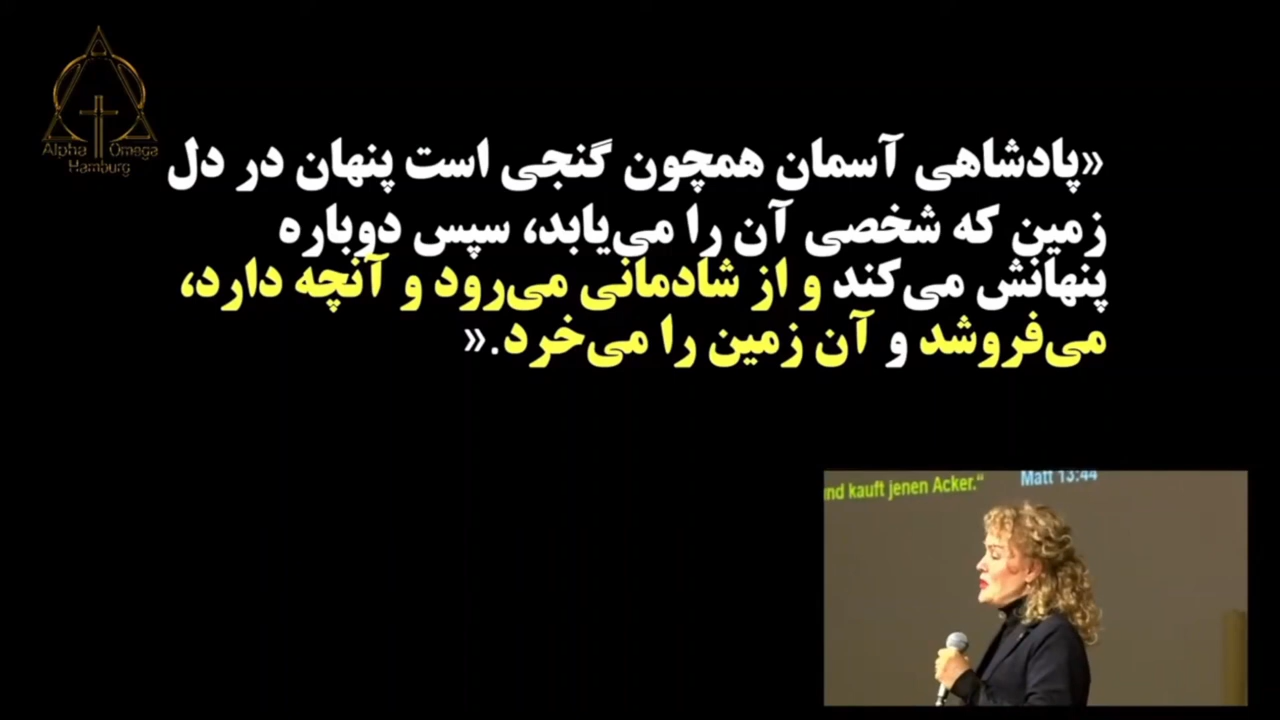 Alpha Omega
Hamburg
«پادشاهی آسمان همچون گنجی است پنهان در دل
زمین که شخصی آن را می‌یابد، سپس دوباره
پنهانش می‌کند و از شادمانی می‌رود و آنچه دارد،
می‌فروشد و آن زمین را می‌خرد.»
und kauft jenen Acker.“ Matt 13:44